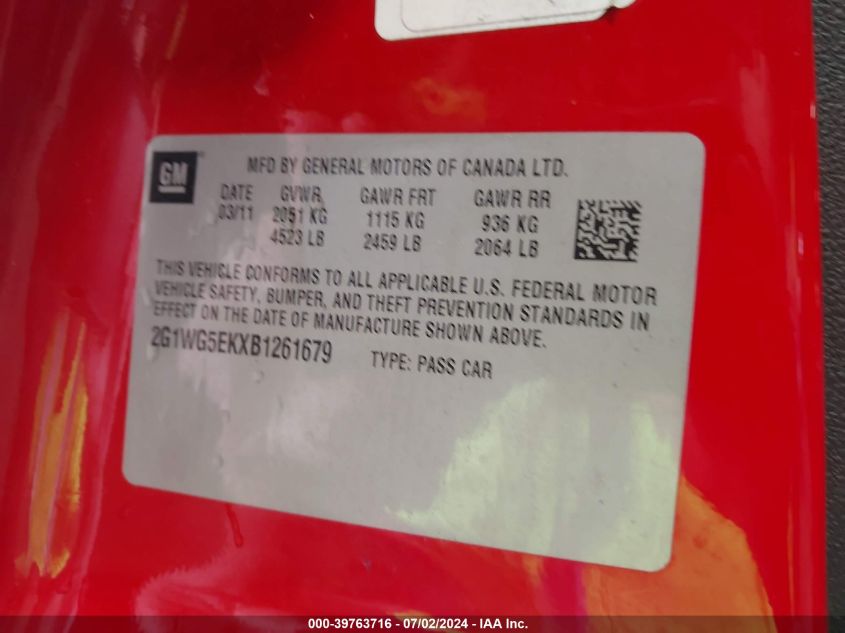 GM
MFD BY GENERAL MOTORS OF CANADA LTD.
DATE GVWR GAWR FRT GAWR RR
03/11 2051 KG 1115 KG 936 KG
4523 LB 2459 LB 2064 LB
THIS VEHICLE CONFORMS TO ALL APPLICABLE U.S. FEDERAL MOTOR
VEHICLE SAFETY, BUMPER, AND THEFT PREVENTION STANDARDS IN
EFFECT ON THE DATE OF MANUFACTURE SHOWN ABOVE.
2G1WG5EKXB1261679 TYPE: PASS CAR
000-39763716 - 07/02/2024 - IAA Inc.